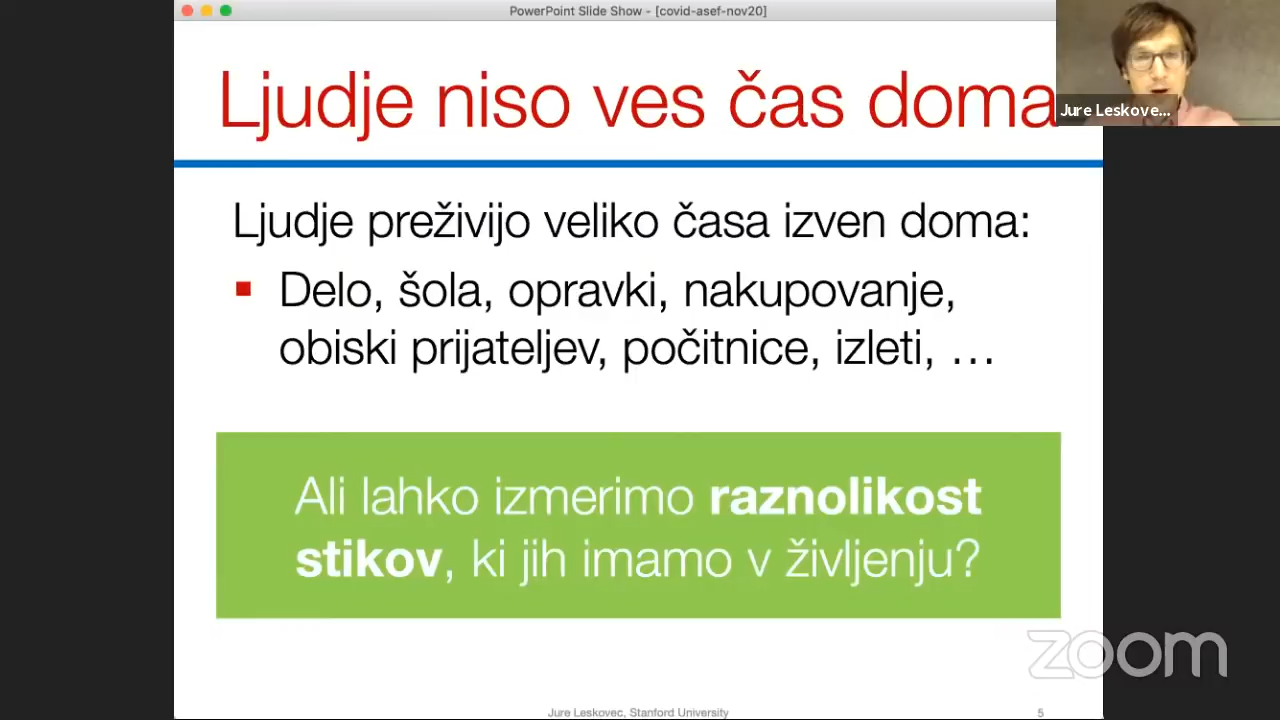 PowerPoint Slide Show - [covid-asef-nov20]
Ljudje niso ves čas doma
Jure Leskove...
Ljudje preživijo veliko časa izven doma:
Delo, šola, opravki, nakupovanje,
obiski prijateljev, počitnice, izleti, …
Ali lahko izmerimo raznolikost
stikov, ki jih imamo v življenju?
zoom
Jure Leskovec, Stanford University
5